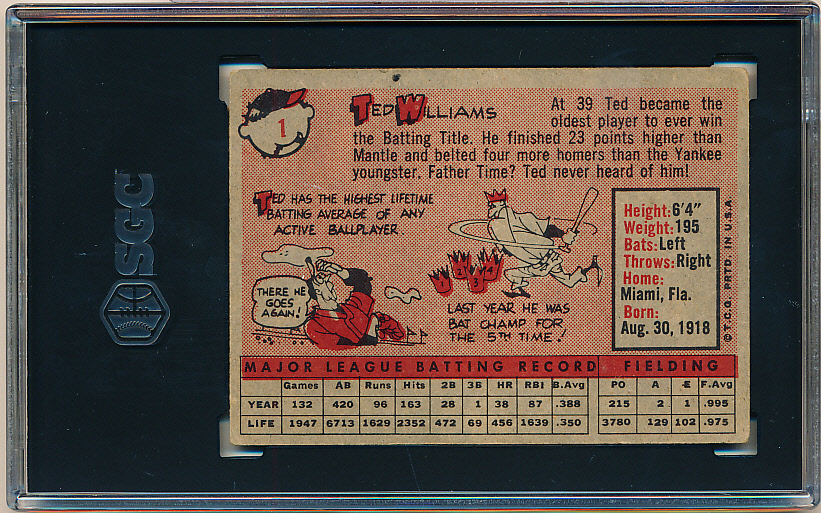 SGC
1
TED WILLIAMS
At 39 Ted became the
oldest player to ever win
the Batting Title. He finished 23 points higher than
Mantle and belted four more homers than the Yankee
youngster. Father Time? Ted never heard of him!
TED HAS THE HIGHEST LIFETIME
BATTING AVERAGE OF ANY
ACTIVE BALLPLAYER.
THERE HE
GOES
AGAIN!
1 2 3 4
LAST YEAR HE WAS
BAT CHAMP FOR
THE 5TH TIME!
Height: 6'4"
Weight: 195
Bats: Left
Throws: Right
Home:
Miami, Fla.
Born:
Aug. 30, 1918
© T.C.G. PRTD. IN U.S.A
MAJOR LEAGUE BATTING RECORD FIELDING
Games AB Runs Hits 2B 3B HR RBI B.Avg PO A E F.Avg
YEAR 132 420 96 163 28 1 38 87 .388 215 2 1 .995
LIFE 1947 6713 1629 2352 472 69 456 1639 .350 3780 129 102 .975